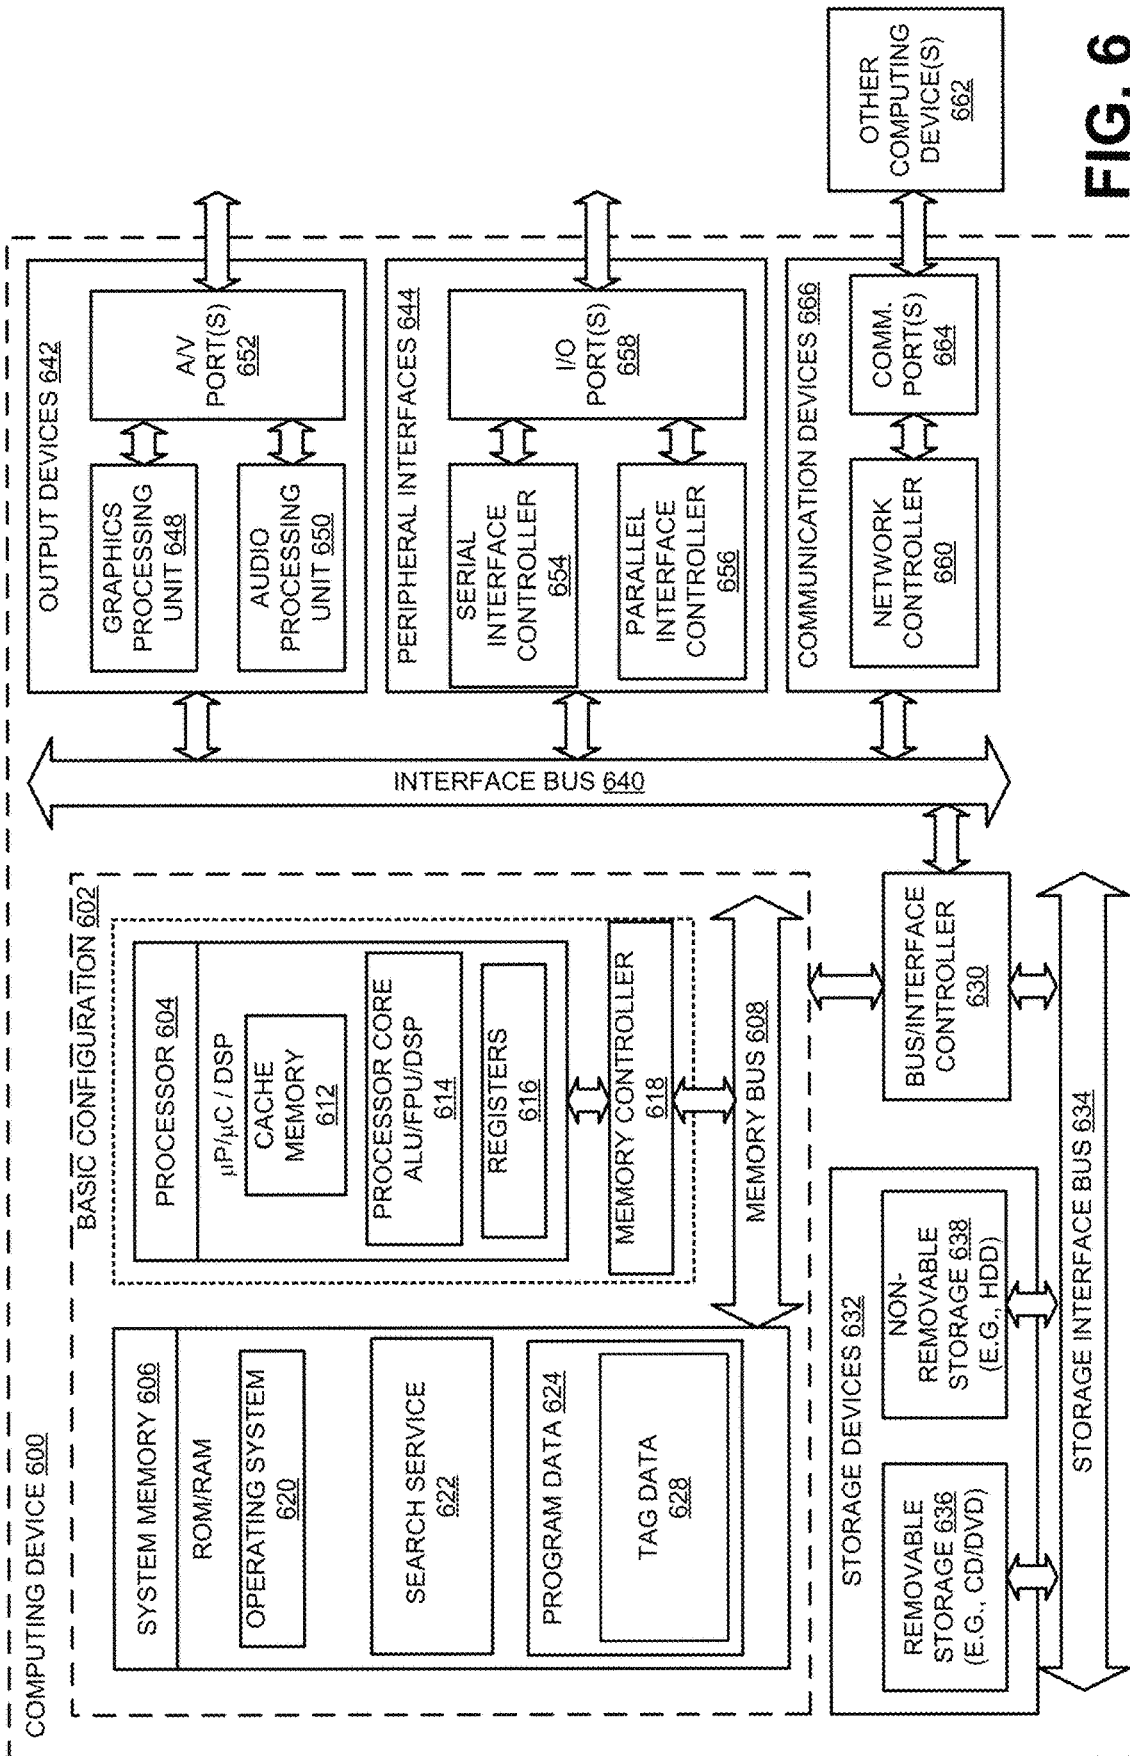 COMPUTING DEVICE 600
BASIC CONFIGURATION 602
SYSTEM MEMORY 606
ROM/RAM
OPERATING SYSTEM
620
SEARCH SERVICE
622
PROGRAM DATA 624
TAG DATA
628
PROCESSOR 604
µP/µC / DSP
CACHE
MEMORY
612
PROCESSOR CORE
ALU/FPU/DSP
614
REGISTERS
616
MEMORY CONTROLLER
618
MEMORY BUS 608
STORAGE DEVICES 632
REMOVABLE
STORAGE 636
(E.G., CD/DVD)
NON-
REMOVABLE
STORAGE 638
(E.G., HDD)
STORAGE INTERFACE BUS 634
BUS/INTERFACE
CONTROLLER
630
INTERFACE BUS 640
OUTPUT DEVICES 642
GRAPHICS
PROCESSING
UNIT 648
AUDIO
PROCESSING
UNIT 650
A/V
PORT(S)
652
PERIPHERAL INTERFACES 644
SERIAL
INTERFACE
CONTROLLER
654
PARALLEL
INTERFACE
CONTROLLER
656
I/O
PORT(S)
658
COMMUNICATION DEVICES 666
NETWORK
CONTROLLER
660
COMM.
PORT(S)
664
OTHER
COMPUTING
DEVICE(S)
662
FIG. 6